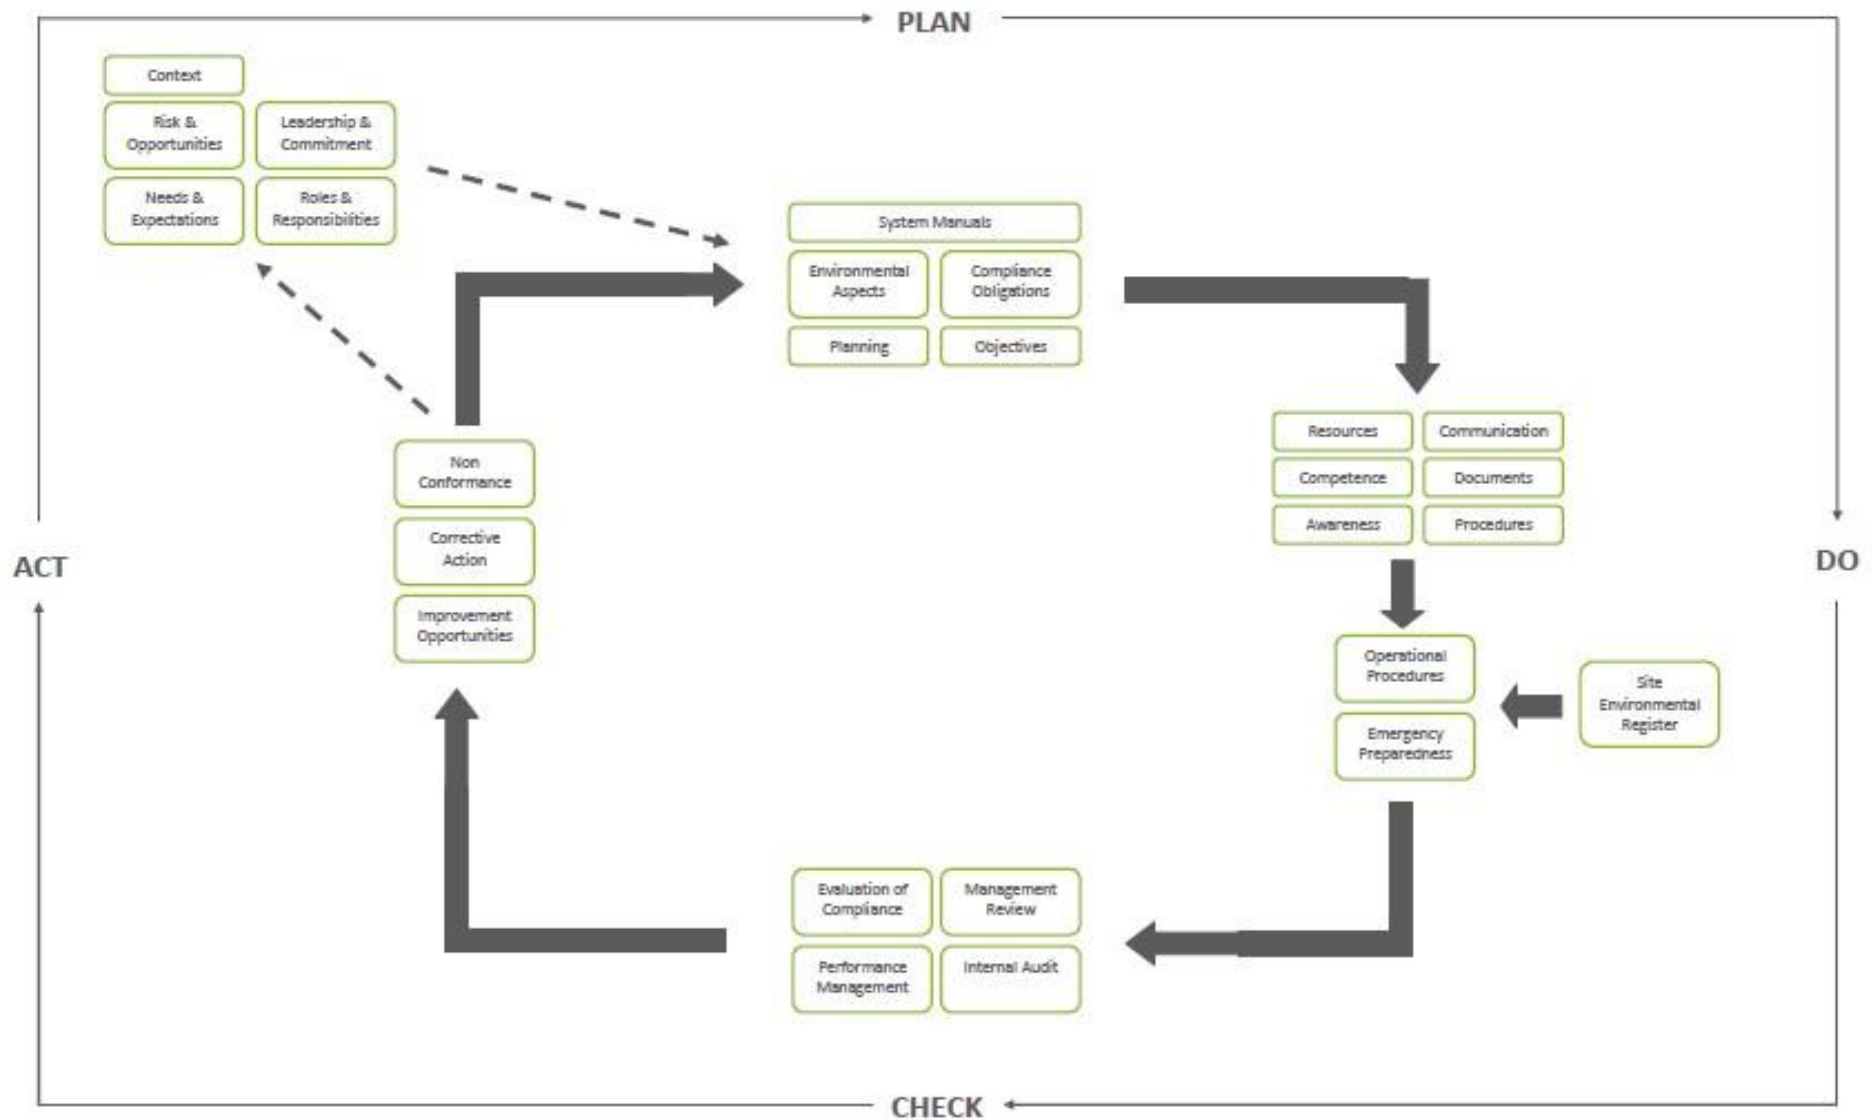 PLAN
Context
Risk &
Opportunities
Leadership &
Commitment
Needs &
Expectations
Roles &
Responsibilities
System Manuals
Environmental
Aspects
Compliance
Obligations
Planning
Objectives
Resources
Communication
Competence
Documents
Awareness
Procedures
Non
Conformance
Corrective
Action
Improvement
Opportunities
ACT
DO
Operational
Procedures
Emergency
Preparedness
Site
Environmental
Register
Evaluation of
Compliance
Management
Review
Performance
Management
Internal Audit
CHECK